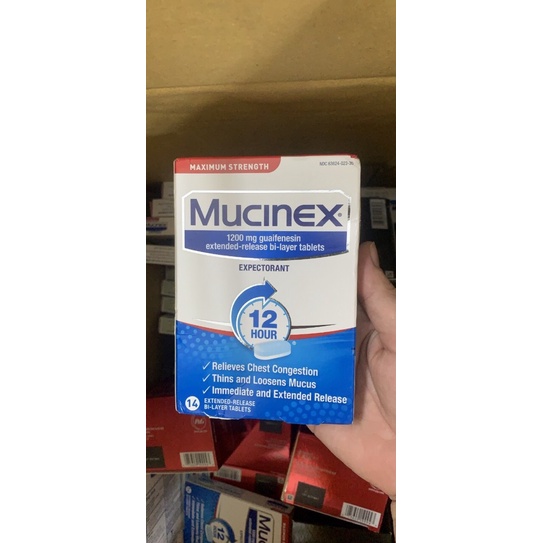 MAXIMUM STRENGTH
Mucinex®
1200 mg guaifenesin
extended-release bi-layer tablets
EXPECTORANT
12
HOUR
✓ Relieves Chest Congestion
✓ Thins and Loosens Mucus
✓ Immediate and Extended Release
14 EXTENDED-RELEASE
BI-LAYER TABLETS
Mucinex